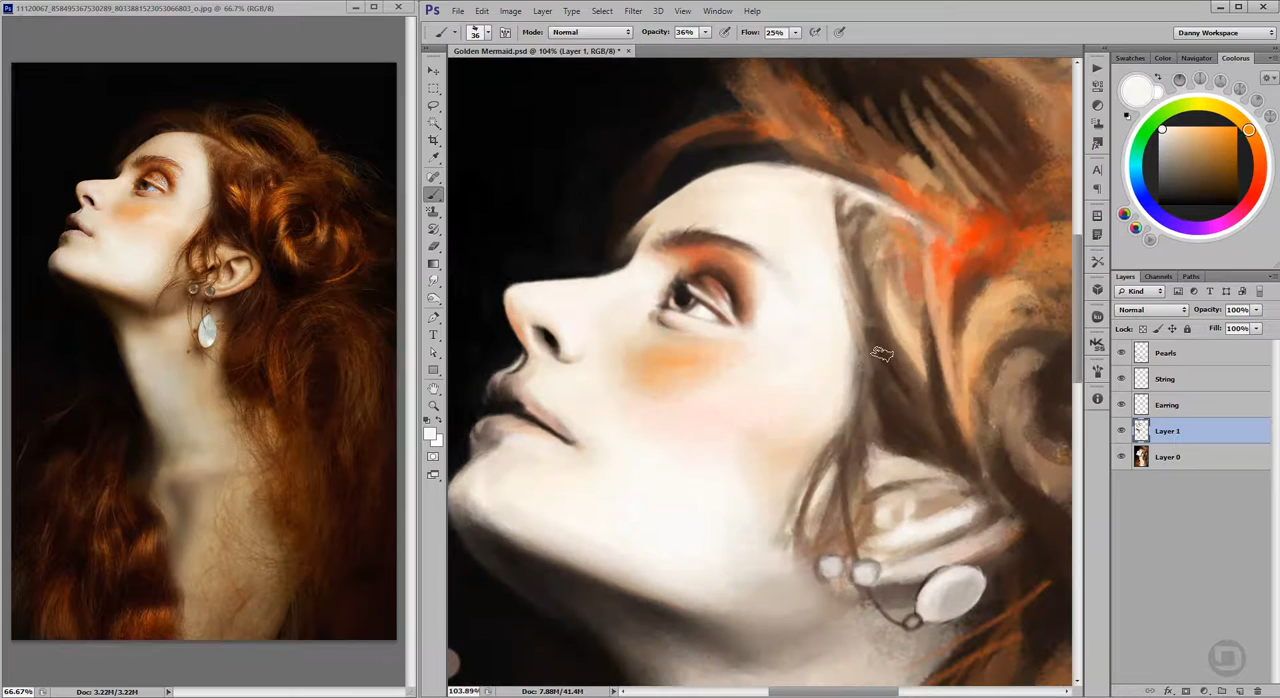 11120067_858495367530289_8033881523053066803_o.jpg @ 66.7% (RGB/8)
Ps File Edit Image Layer Type Select Filter 3D View Window Help
36 Mode: Normal Opacity: 36% Flow: 25% Danny Workspace
Golden Mermaid.psd @ 104% (Layer 1, RGB/8) *
Swatches Color Navigator Coolorus
Layers Channels Paths
Kind
Normal Opacity: 100%
Lock: Fill: 100%
Pearls
String
Earring
Layer 1
Layer 0
66.67% Doc: 3.22M/3.22M
103.89% Doc: 7.88M/41.4M